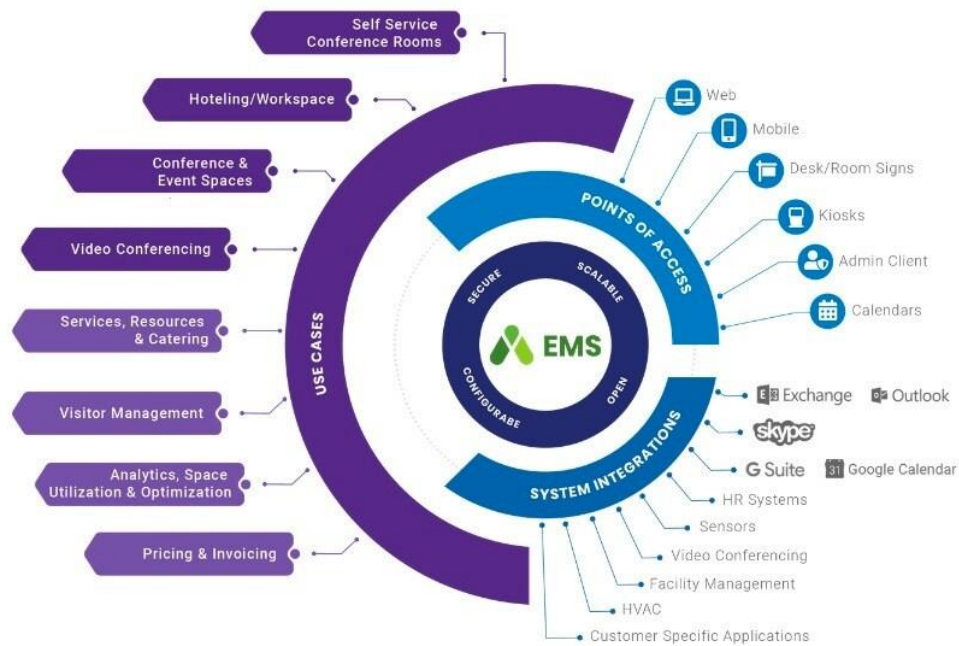 Self Service
Conference Rooms
Hoteling/Workspace
Conference &
Event Spaces
Video Conferencing
Services, Resources
& Catering
Visitor Management
Analytics, Space
Utilization & Optimization
Pricing & Invoicing
USE CASES
POINTS OF ACCESS
Web
Mobile
Desk/Room Signs
Kiosks
Admin Client
Calendars
SECURE
SCALABLE
CONFIGURABE
OPEN
EMS
SYSTEM INTEGRATIONS
Exchange Outlook
skype
G Suite 31 Google Calendar
HR Systems
Sensors
Video Conferencing
Facility Management
HVAC
Customer Specific Applications